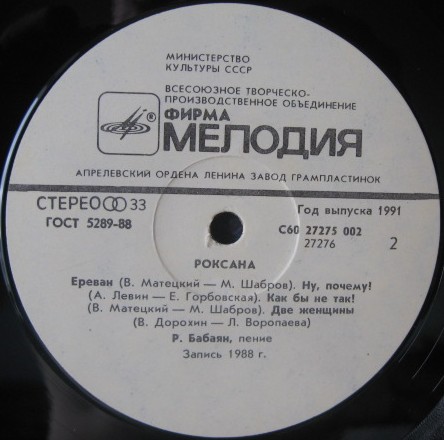 МИНИСТЕРСТВО
КУЛЬТУРЫ СССР
ВСЕСОЮЗНОЕ ТВОРЧЕСКО-
ПРОИЗВОДСТВЕННОЕ ОБЪЕДИНЕНИЕ
®
ФИРМА
МЕЛОДИЯ
АПРЕЛЕВСКИЙ ОРДЕНА ЛЕНИНА ЗАВОД ГРАМПЛАСТИНОК
СТЕРЕО 33
Год выпуска 1991
ГОСТ 5289-88
С60 27275 002
27276
2
РОКСАНА
Ереван (В. Матецкий — М. Шабров). Ну, почему!
(А. Левин — Е. Горбовская). Как бы не так!
(В. Матецкий — М. Шабров). Две женщины
(В. Дорохин — Л. Воропаева)
Р. Бабаян, пение
Запись 1988 г.